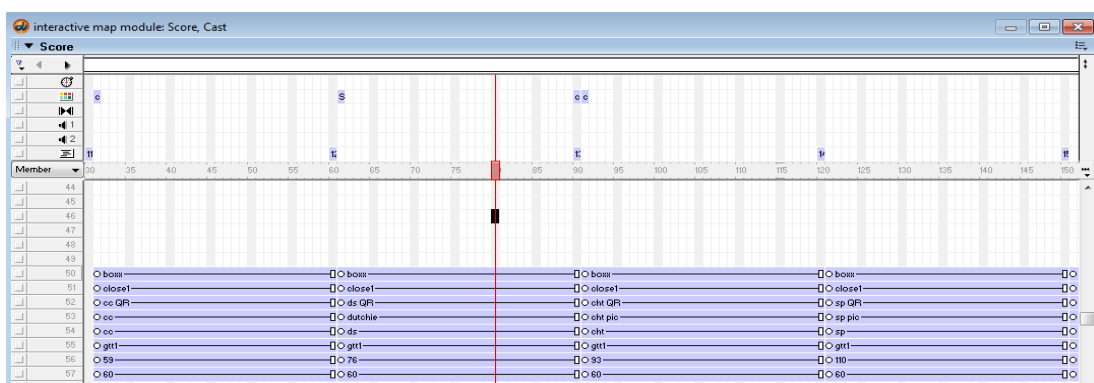 interactive map module: Score, Cast
Score
c S c c
1
2
11 12 13 14 15
Member 30 35 40 45 50 55 60 65 70 75 85 90 95 100 105 110 115 120 125 130 135 140 145 150
44
45
46
47
48
49
50 boxx boxx boxx boxx
51 close1 close1 close1 close1
52 cc QR ds QR cht QR sp QR
53 cc dutchie cht pic sp pic
54 cc ds cht sp
55 gtt1 gtt1 gtt1 gtt1
56 59 76 93 110
57 60 60 60 60